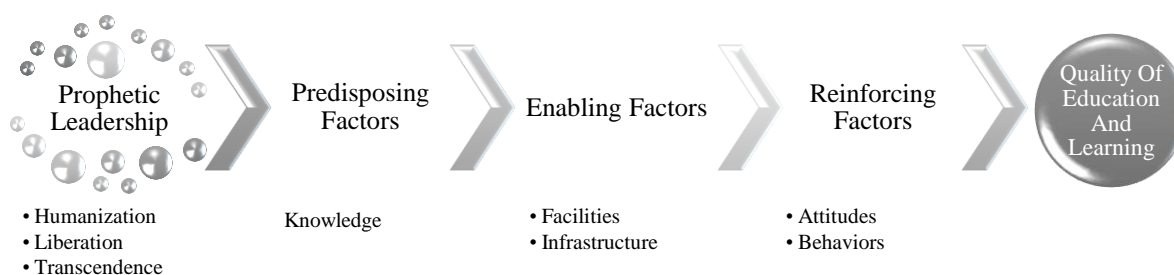 Prophetic
Leadership
Predisposing
Factors
Enabling Factors
Reinforcing
Factors
Quality Of
Education
And
Learning
• Humanization
• Liberation
• Transcendence
Knowledge
• Facilities
• Infrastructure
• Attitudes
• Behaviors